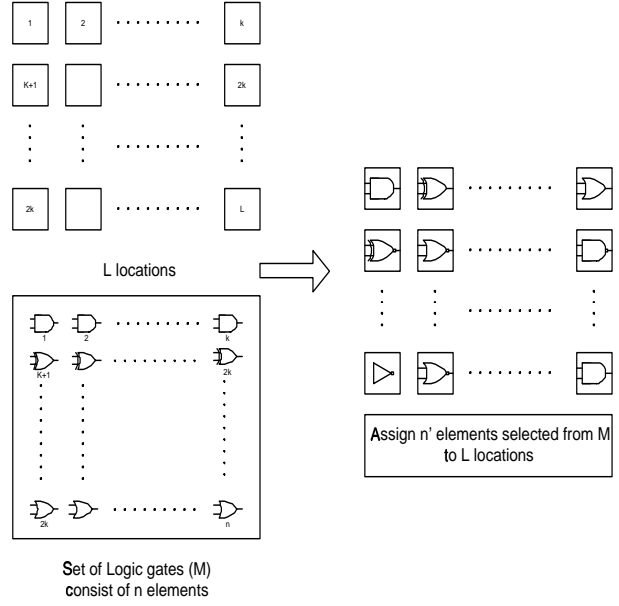 1 2 k
K+1 2k
2k L
L locations
1 2 k
K+1 2k
2k n
Set of Logic gates (M)
consist of n elements
Assign n' elements selected from M
to L locations